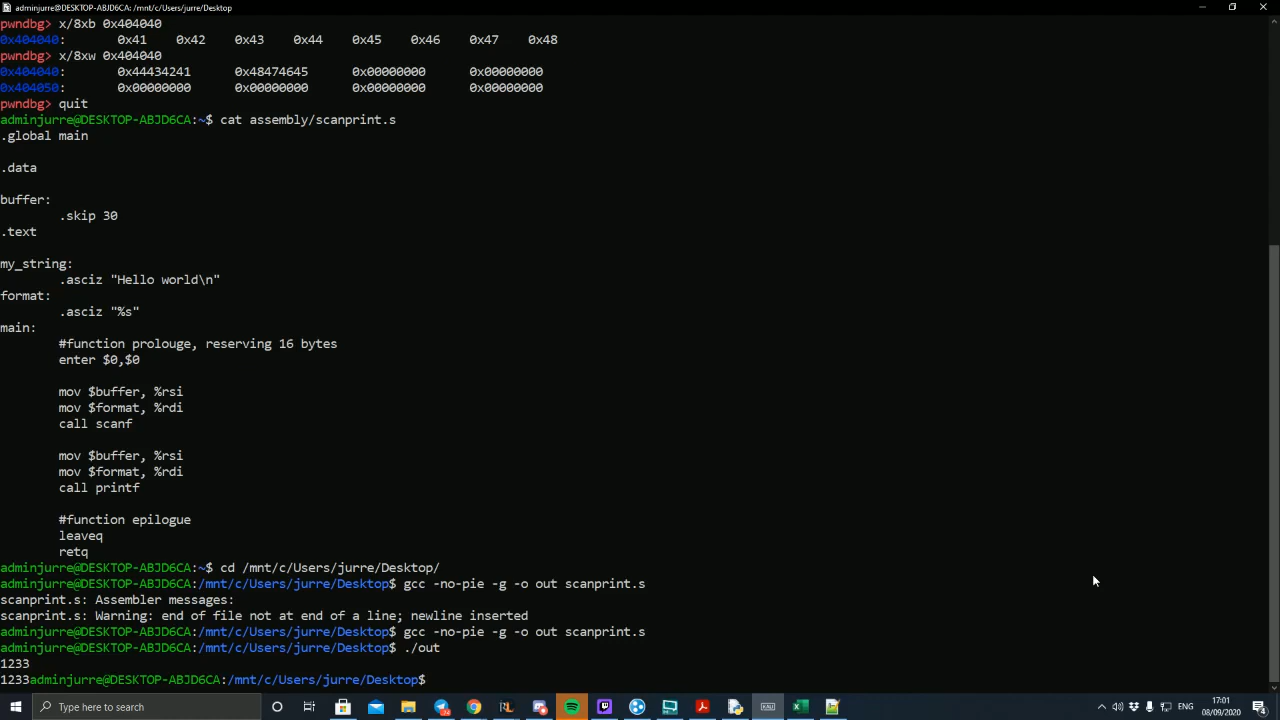 adminjurre@DESKTOP-ABJD6CA: /mnt/c/Users/jurre/Desktop
pwndbg> x/8xb 0x404040
0x404040:	0x41	0x42	0x43	0x44	0x45	0x46	0x47	0x48
pwndbg> x/8xw 0x404040
0x404040:	0x44434241	0x48474645	0x00000000	0x00000000
0x404050:	0x00000000	0x00000000	0x00000000	0x00000000
pwndbg> quit
adminjurre@DESKTOP-ABJD6CA:~$ cat assembly/scanprint.s
.global main
.data
buffer:
.skip 30
.text
my_string:
.asciz "Hello world\n"
format:
.asciz "%s"
main:
#function prolouge, reserving 16 bytes
enter $0,$0
mov $buffer, %rsi
mov $format, %rdi
call scanf
mov $buffer, %rsi
mov $format, %rdi
call printf
#function epilogue
leaveq
retq
adminjurre@DESKTOP-ABJD6CA:~$ cd /mnt/c/Users/jurre/Desktop/
adminjurre@DESKTOP-ABJD6CA:/mnt/c/Users/jurre/Desktop$ gcc -no-pie -g -o out scanprint.s
scanprint.s: Assembler messages:
scanprint.s: Warning: end of file not at end of a line; newline inserted
adminjurre@DESKTOP-ABJD6CA:/mnt/c/Users/jurre/Desktop$ gcc -no-pie -g -o out scanprint.s
adminjurre@DESKTOP-ABJD6CA:/mnt/c/Users/jurre/Desktop$ ./out
1233
1233adminjurre@DESKTOP-ABJD6CA:/mnt/c/Users/jurre/Desktop$
Type here to search
ENG
17:01
08/09/2020